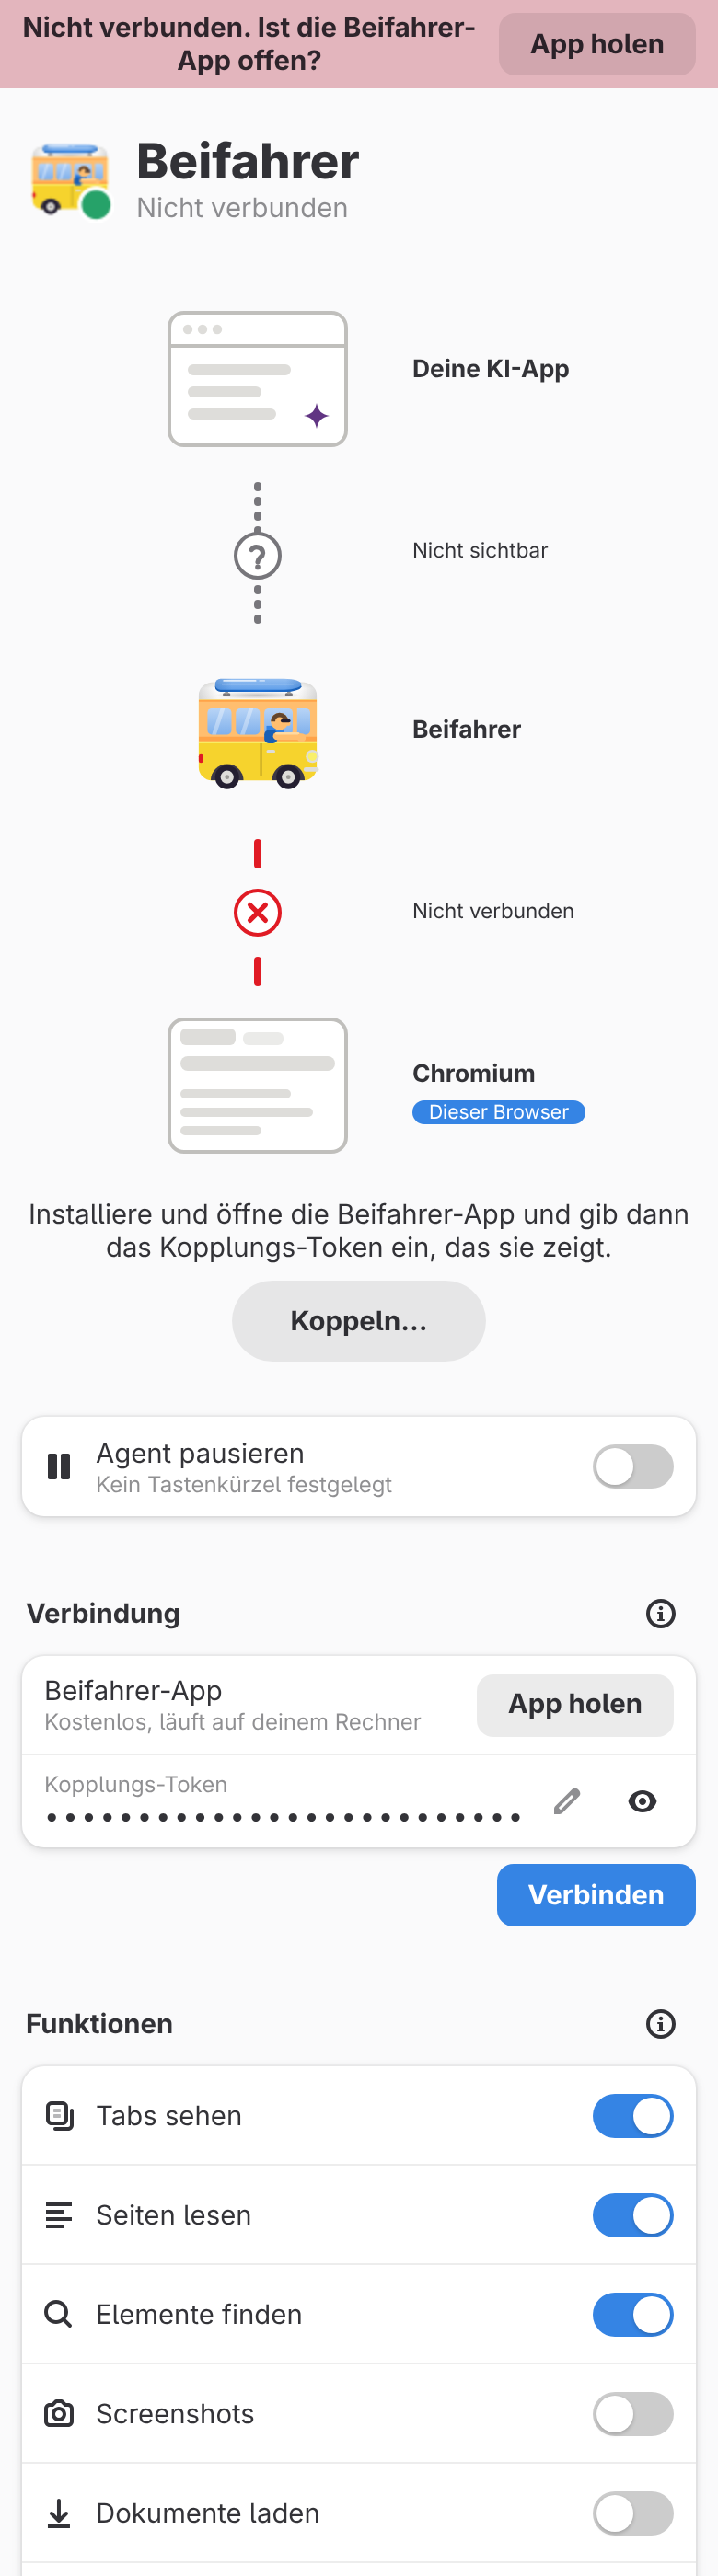 Nicht verbunden. Ist die Beifahrer-
App offen?
App holen
Beifahrer
Nicht verbunden
Deine KI-App
Nicht sichtbar
Beifahrer
Nicht verbunden
Chromium
Dieser Browser
Installiere und öffne die Beifahrer-App und gib dann
das Kopplungs-Token ein, das sie zeigt.
Koppeln...
Agent pausieren
Kein Tastenkürzel festgelegt
Verbindung
Beifahrer-App
Kostenlos, läuft auf deinem Rechner
App holen
Kopplungs-Token
••••••••••••••••••••••••••
Verbinden
Funktionen
Tabs sehen
Seiten lesen
Elemente finden
Screenshots
Dokumente laden